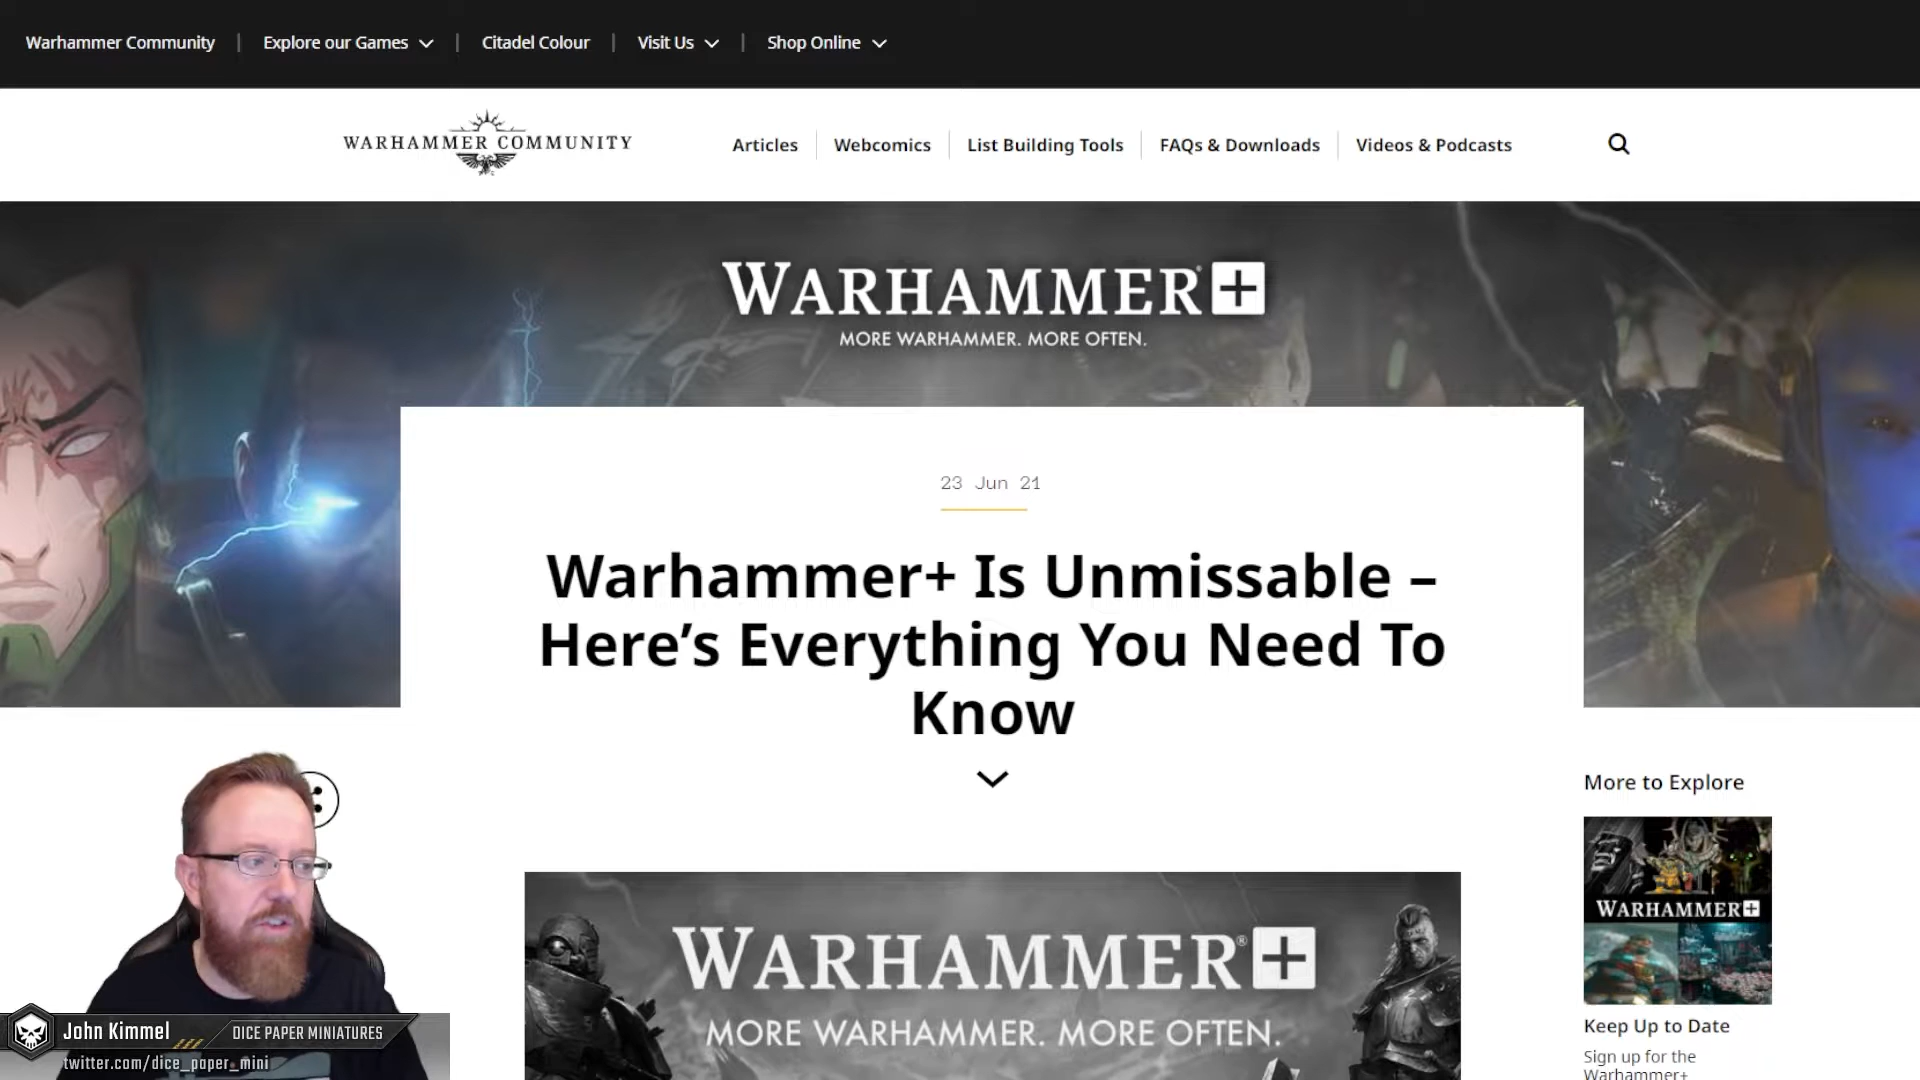 Warhammer Community | Explore our Games | Citadel Colour | Visit Us | Shop Online
WARHAMMER COMMUNITY
Articles | Webcomics | List Building Tools | FAQs & Downloads | Videos & Podcasts
WARHAMMER+
MORE WARHAMMER. MORE OFTEN.
23 Jun 21
Warhammer+ Is Unmissable –
Here’s Everything You Need To
Know
More to Explore
WARHAMMER+
Keep Up to Date
Sign up for the
Warhammer+
WARHAMMER®+
MORE WARHAMMER. MORE OFTEN.
John Kimmel
DICE PAPER MINIATURES
twitter.com/dice_paper_mini